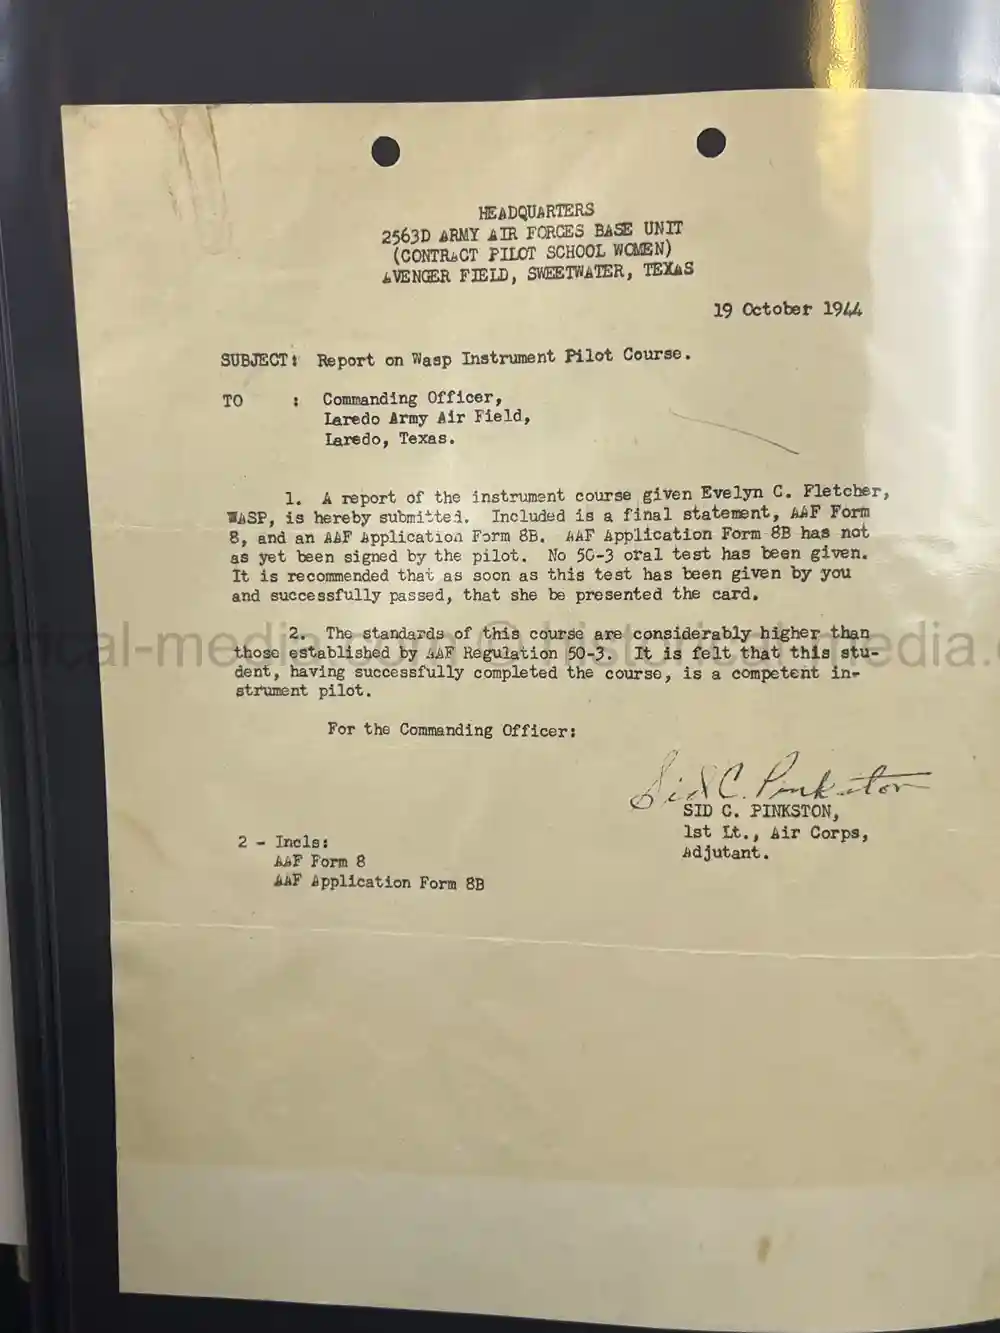 HEADQUARTERS
2563D ARMY AIR FORCES BASE UNIT
(CONTRACT PILOT SCHOOL WOMEN)
AVENGER FIELD, SWEETWATER, TEXAS
19 October 1944
SUBJECT: Report on Wasp Instrument Pilot Course.
TO : Commanding Officer,
Laredo Army Air Field,
Laredo, Texas.
1. A report of the instrument course given Evelyn C. Fletcher,
WASP, is hereby submitted. Included is a final statement, AAF Form
8, and an AAF Application Form 8B. AAF Application Form 8B has not
as yet been signed by the pilot. No 50-3 oral test has been given.
It is recommended that as soon as this test has been given by you
and successfully passed, that she be presented the card.
2. The standards of this course are considerably higher than
those established by AAF Regulation 50-3. It is felt that this stu-
dent, having successfully completed the course, is a competent in-
strument pilot.
For the Commanding Officer:
Sid C. Pinkston
SID C. PINKSTON,
1st Lt., Air Corps,
Adjutant.
2 - Incls:
AAF Form 8
AAF Application Form 8B